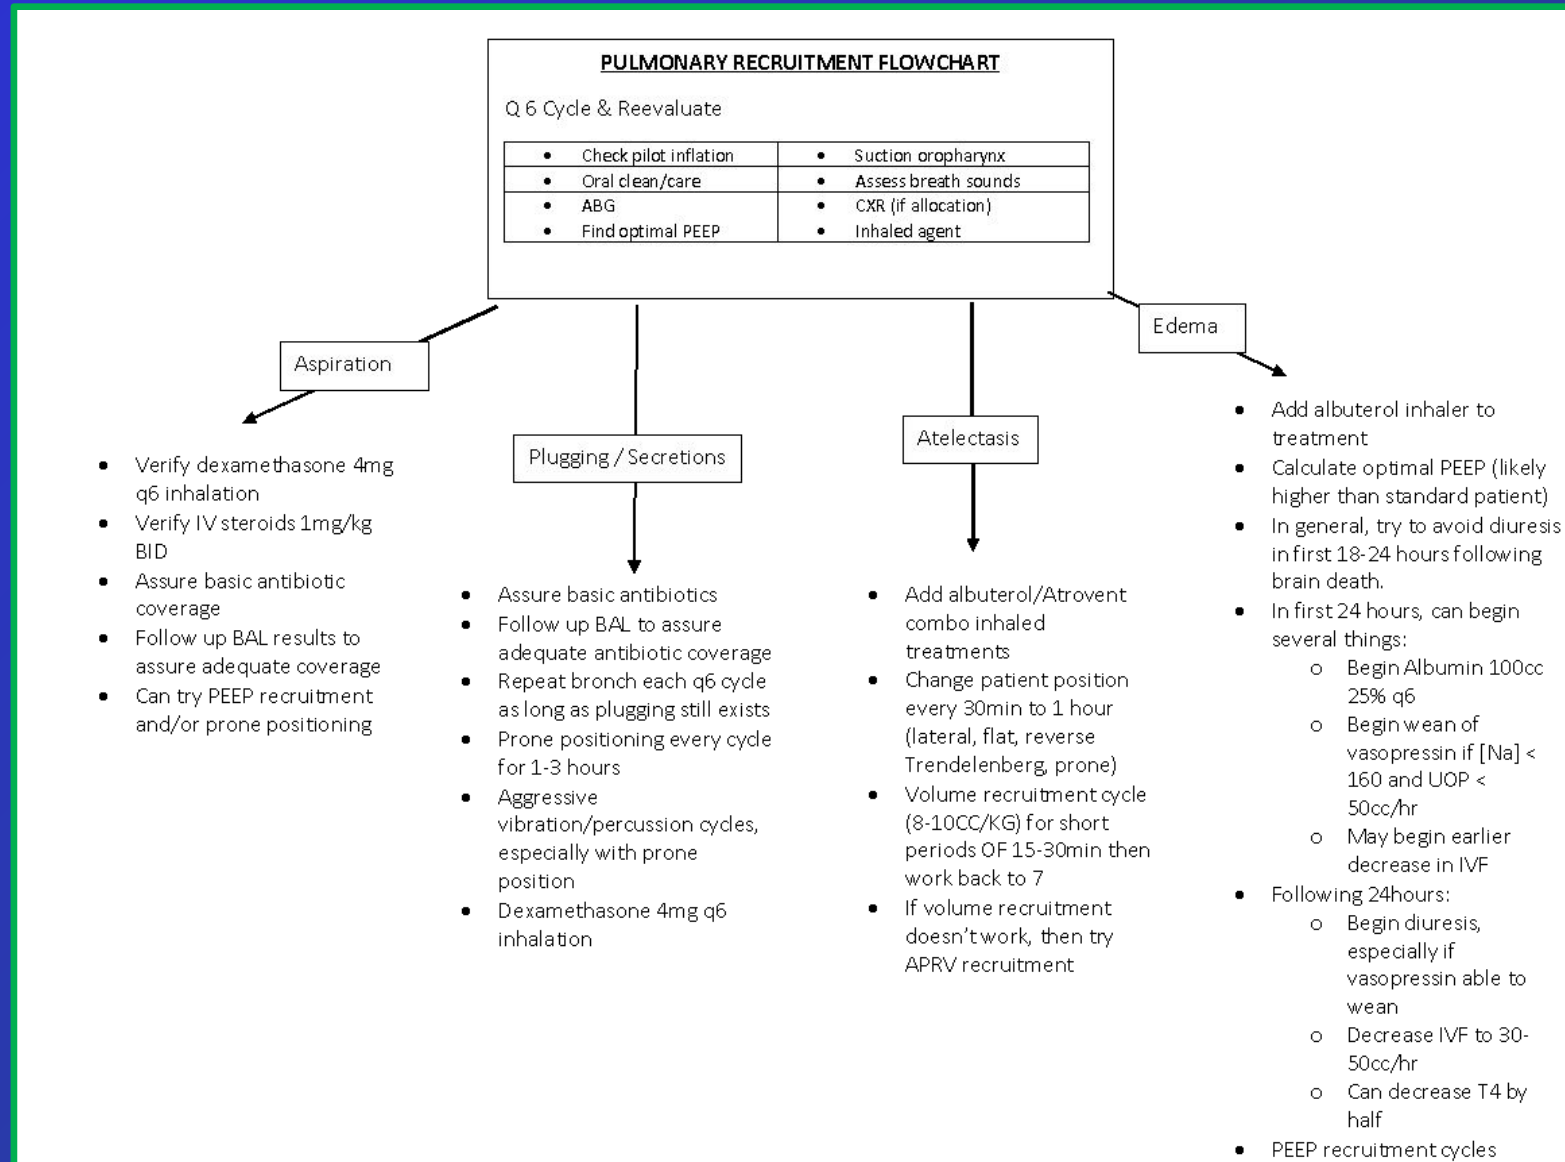 PULMONARY RECRUITMENT FLOWCHART
Q 6 Cycle & Reevaluate
• Check pilot inflation
• Suction oropharynx
• Oral clean/care
• Assess breath sounds
• ABG
• CXR (if allocation)
• Find optimal PEEP
• Inhaled agent
Aspiration
• Verify dexamethasone 4mg
q6 inhalation
• Verify IV steroids 1mg/kg
BID
• Assure basic antibiotic
coverage
• Follow up BAL results to
assure adequate coverage
• Can try PEEP recruitment
and/or prone positioning
Plugging / Secretions
• Assure basic antibiotics
• Follow up BAL to assure
adequate antibiotic coverage
• Repeat bronch each q6 cycle
as long as plugging still exists
• Prone positioning every cycle
for 1-3 hours
• Aggressive
vibration/percussion cycles,
especially with prone
position
• Dexamethasone 4mg q6
inhalation
Atelectasis
• Add albuterol/Atrovent
combo inhaled
treatments
• Change patient position
every 30min to 1 hour
(lateral, flat, reverse
Trendelenberg, prone)
• Volume recruitment cycle
(8-10CC/KG) for short
periods OF 15-30min then
work back to 7
• If volume recruitment
doesn't work, then try
APRV recruitment
Edema
• Add albuterol inhaler to
treatment
• Calculate optimal PEEP (likely
higher than standard patient)
• In general, try to avoid diuresis
in first 18-24 hours following
brain death.
• In first 24 hours, can begin
several things:
o Begin Albumin 100cc
25% q6
o Begin wean of
vasopressin if [Na] <
160 and UOP <
50cc/hr
o May begin earlier
decrease in IVF
• Following 24hours:
o Begin diuresis,
especially if
vasopressin able to
wean
o Decrease IVF to 30-
50cc/hr
o Can decrease T4 by
half
• PEEP recruitment cycles